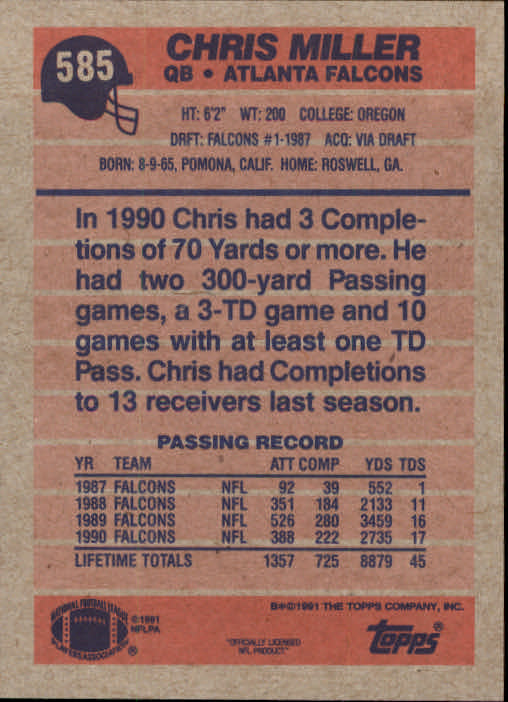 585
CHRIS MILLER
QB • ATLANTA FALCONS
HT: 6'2" WT: 200 COLLEGE: OREGON
DRFT: FALCONS #1-1987 ACQ: VIA DRAFT
BORN: 8-9-65, POMONA, CALIF. HOME: ROSWELL, GA.
In 1990 Chris had 3 Comple-
tions of 70 Yards or more. He
had two 300-yard Passing
games, a 3-TD game and 10
games with at least one TD
Pass. Chris had Completions
to 13 receivers last season.
PASSING RECORD
YR TEAM ATT COMP YDS TDS
1987 FALCONS NFL 92 39 552 1
1988 FALCONS NFL 351 184 2133 11
1989 FALCONS NFL 526 280 3459 16
1990 FALCONS NFL 388 222 2735 17
LIFETIME TOTALS 1357 725 8879 45
B*©1991 THE TOPPS COMPANY, INC.
NATIONAL FOOTBALL LEAGUE
PLAYERS ASSOCIATION ®
©1991
NFLPA
"OFFICIALLY LICENSED
NFL PRODUCT"
topps®